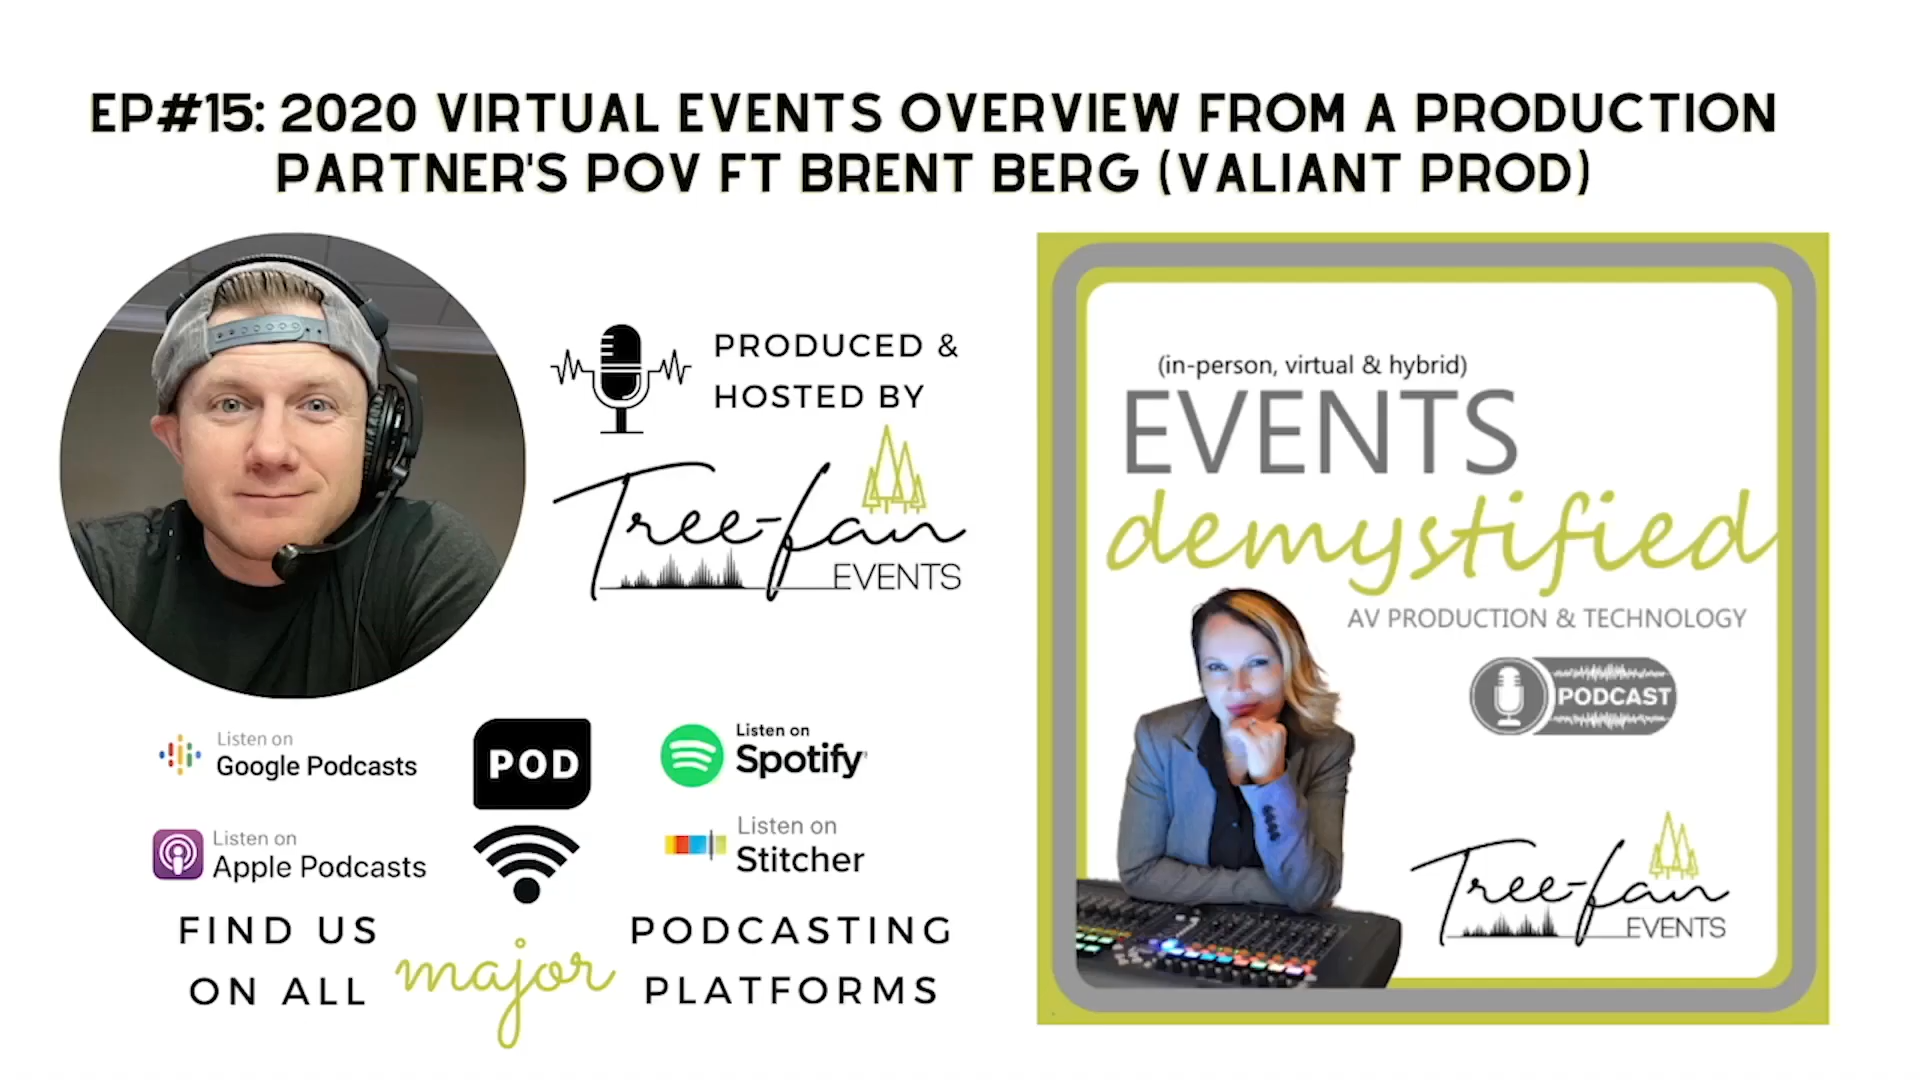 EP#15: 2020 VIRTUAL EVENTS OVERVIEW FROM A PRODUCTION
PARTNER'S POV FT BRENT BERG (VALIANT PROD)
PRODUCED &
HOSTED BY
Tree-fan
EVENTS
Listen on
Google Podcasts
POD
Listen on
Spotify
Listen on
Apple Podcasts
Listen on
Stitcher
FIND US
ON ALL
major
PODCASTING
PLATFORMS
(in-person, virtual & hybrid)
EVENTS
demystified
AV PRODUCTION & TECHNOLOGY
PODCAST
Tree-fan
EVENTS